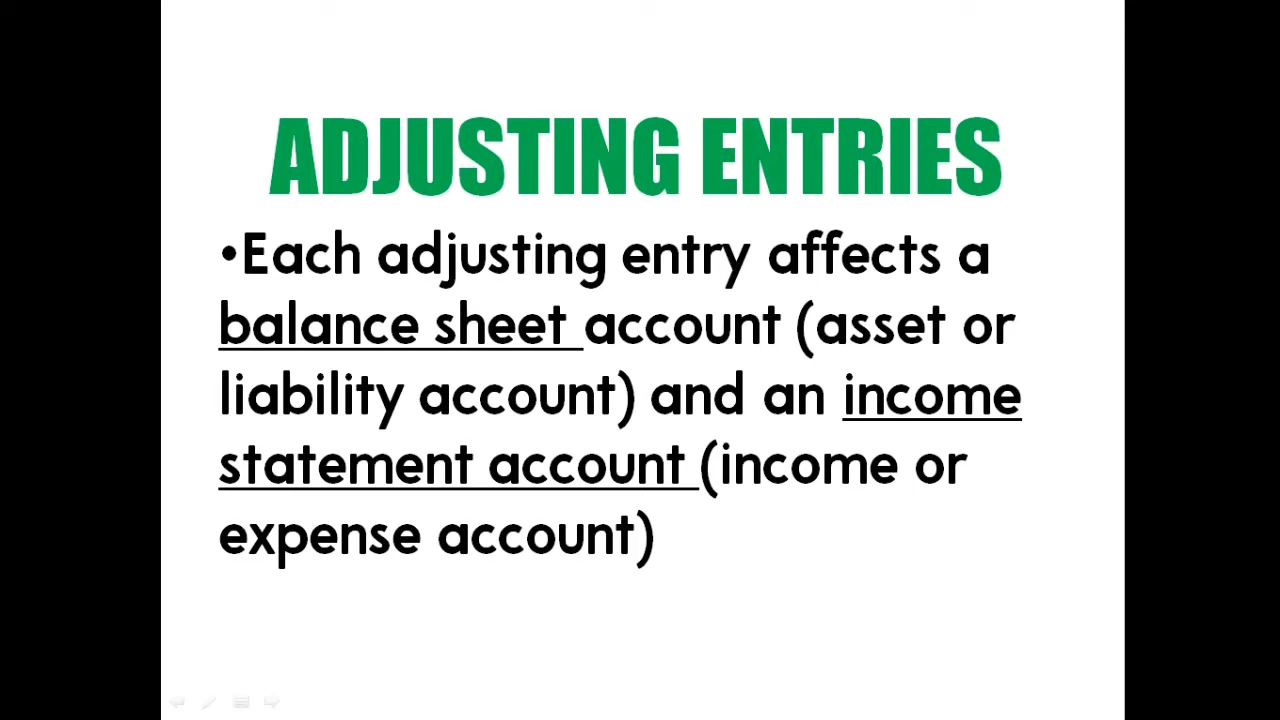 ADJUSTING ENTRIES
•Each adjusting entry affects a
balance sheet account (asset or
liability account) and an income
statement account (income or
expense account)